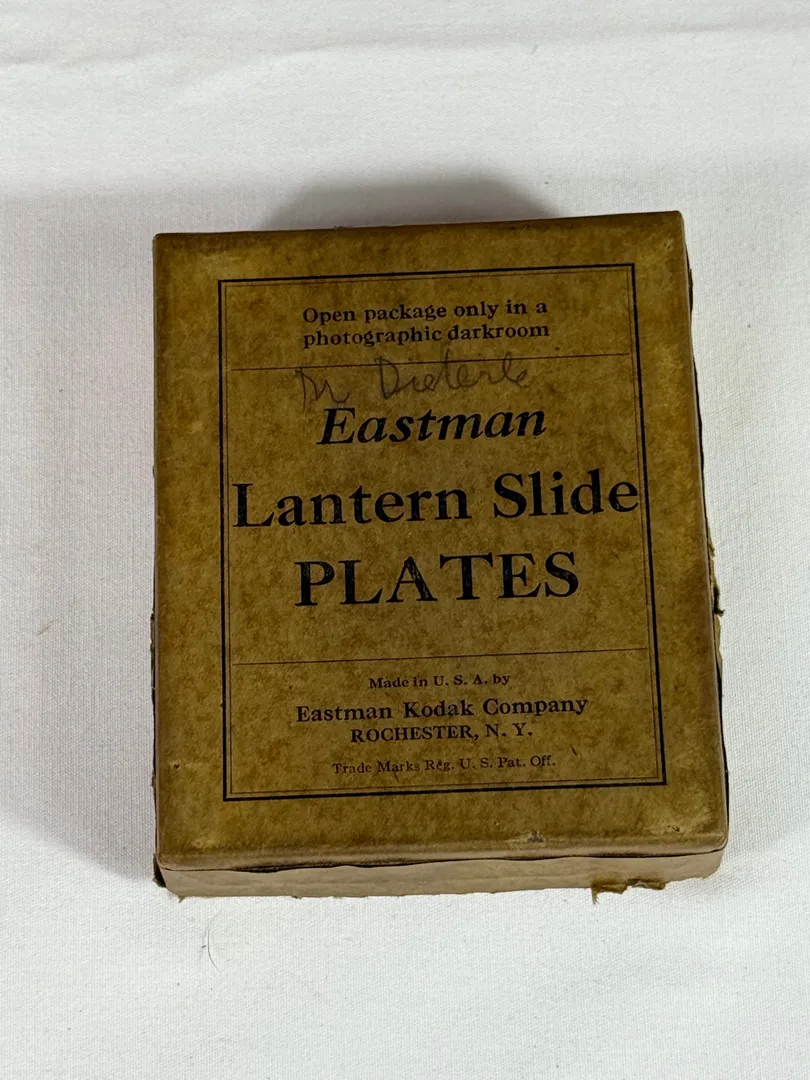 Open package only in a
photographic darkroom
Dieterle
Eastman
Lantern Slide
PLATES
Made in U. S. A. by
Eastman Kodak Company
ROCHESTER, N. Y.
Trade Marks Reg. U. S. Pat. Off.